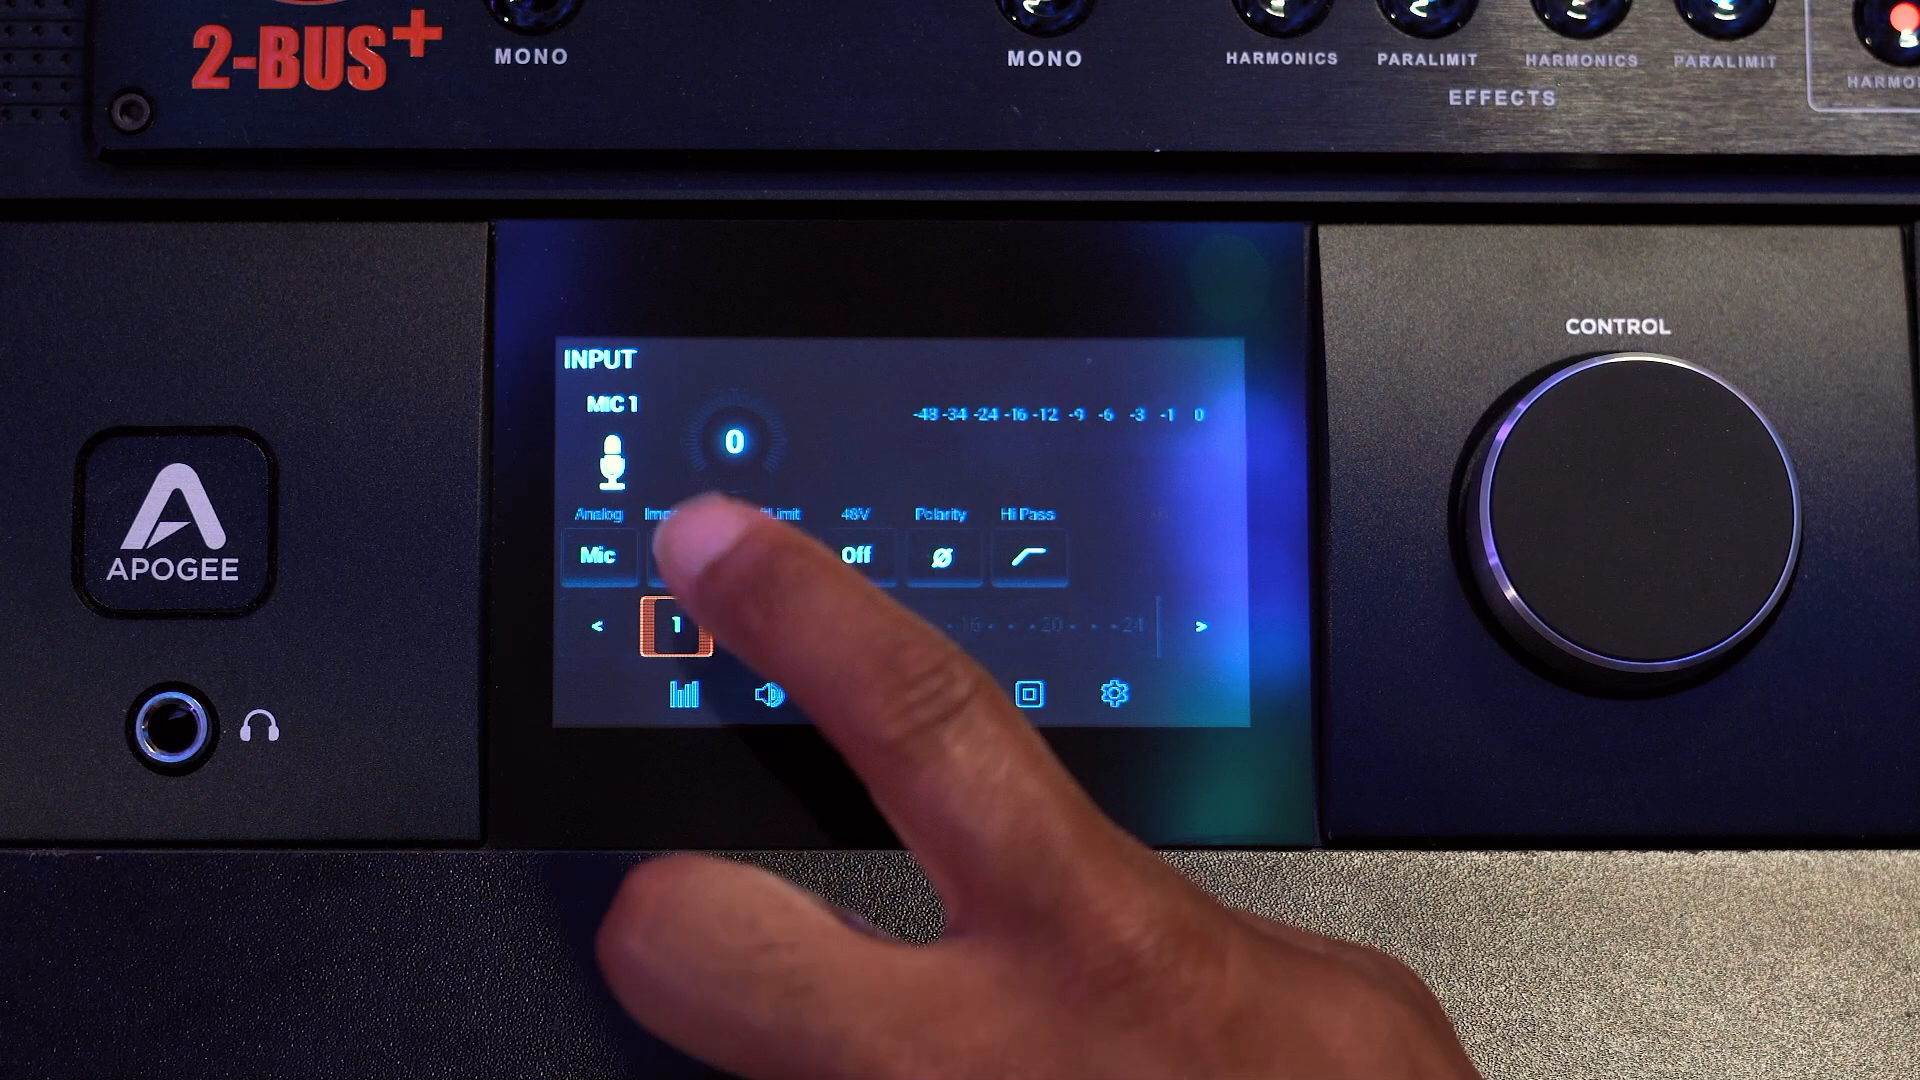 2-BUS+
MONO
MONO
HARMONICS
PARALIMIT
HARMONICS
PARALIMIT
EFFECTS
INPUT
MIC 1
0
-48 -34 -24 -16 -12 -9 -6 -3 -1 0
Analog
48V
Polarity
Hi Pass
Mic
Off
Ø
<
1
16
20
24
>
CONTROL
APOGEE